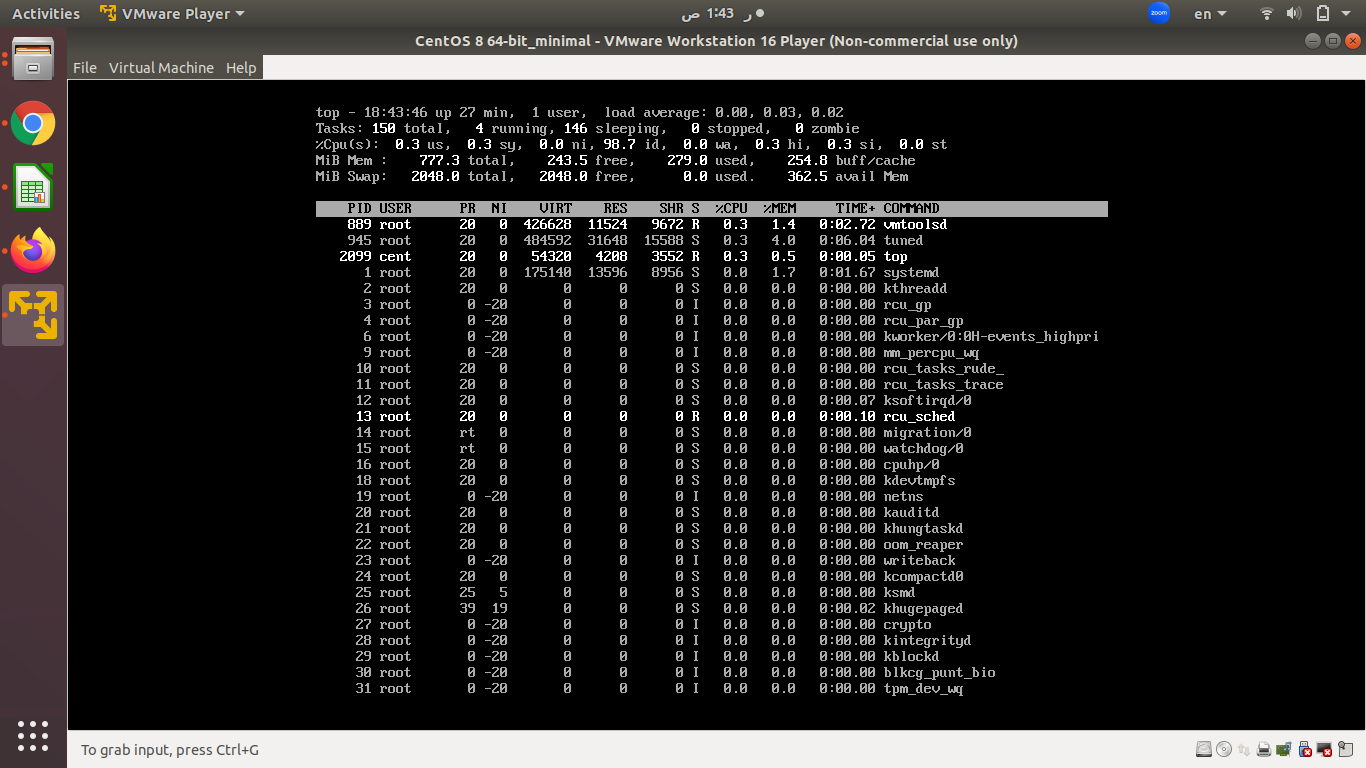 Activities VMware Player ص 1:43 ر zoom en
CentOS 8 64-bit_minimal - VMware Workstation 16 Player (Non-commercial use only)
File Virtual Machine Help
top - 18:43:46 up 27 min,  1 user,  load average: 0.00, 0.03, 0.02
Tasks: 150 total,   4 running, 146 sleeping,   0 stopped,   0 zombie
%Cpu(s):  0.3 us,  0.3 sy,  0.0 ni, 98.7 id,  0.0 wa,  0.3 hi,  0.3 si,  0.0 st
MiB Mem :    777.3 total,    243.5 free,    279.0 used,    254.8 buff/cache
MiB Swap:   2048.0 total,   2048.0 free,      0.0 used.    362.5 avail Mem
PID USER PR NI VIRT RES SHR S %CPU %MEM TIME+ COMMAND
889 root 20 0 426628 11524 9672 R 0.3 1.4 0:02.72 vmtoolsd
945 root 20 0 484592 31648 15588 S 0.3 4.0 0:06.04 tuned
2099 cent 20 0 54320 4208 3552 R 0.3 0.5 0:00.05 top
1 root 20 0 175140 13596 8956 S 0.0 1.7 0:01.67 systemd
2 root 20 0 0 0 0 S 0.0 0.0 0:00.00 kthreadd
3 root 0 -20 0 0 0 I 0.0 0.0 0:00.00 rcu_gp
4 root 0 -20 0 0 0 I 0.0 0.0 0:00.00 rcu_par_gp
6 root 0 -20 0 0 0 I 0.0 0.0 0:00.00 kworker/0:0H-events_highpri
9 root 0 -20 0 0 0 I 0.0 0.0 0:00.00 mm_percpu_wq
10 root 20 0 0 0 0 S 0.0 0.0 0:00.00 rcu_tasks_rude_
11 root 20 0 0 0 0 S 0.0 0.0 0:00.00 rcu_tasks_trace
12 root 20 0 0 0 0 S 0.0 0.0 0:00.07 ksoftirqd/0
13 root 20 0 0 0 0 R 0.0 0.0 0:00.10 rcu_sched
14 root rt 0 0 0 0 S 0.0 0.0 0:00.00 migration/0
15 root rt 0 0 0 0 S 0.0 0.0 0:00.00 watchdog/0
16 root 20 0 0 0 0 S 0.0 0.0 0:00.00 cpuhp/0
18 root 20 0 0 0 0 S 0.0 0.0 0:00.00 kdevtmpfs
19 root 0 -20 0 0 0 I 0.0 0.0 0:00.00 netns
20 root 20 0 0 0 0 S 0.0 0.0 0:00.00 kauditd
21 root 20 0 0 0 0 S 0.0 0.0 0:00.00 khungtaskd
22 root 20 0 0 0 0 S 0.0 0.0 0:00.00 oom_reaper
23 root 0 -20 0 0 0 I 0.0 0.0 0:00.00 writeback
24 root 20 0 0 0 0 S 0.0 0.0 0:00.00 kcompactd0
25 root 25 5 0 0 0 S 0.0 0.0 0:00.00 ksmd
26 root 39 19 0 0 0 S 0.0 0.0 0:00.02 khugepaged
27 root 0 -20 0 0 0 I 0.0 0.0 0:00.00 crypto
28 root 0 -20 0 0 0 I 0.0 0.0 0:00.00 kintegrityd
29 root 0 -20 0 0 0 I 0.0 0.0 0:00.00 kblockd
30 root 0 -20 0 0 0 I 0.0 0.0 0:00.00 blkcg_punt_bio
31 root 0 -20 0 0 0 I 0.0 0.0 0:00.00 tpm_dev_wq
To grab input, press Ctrl+G